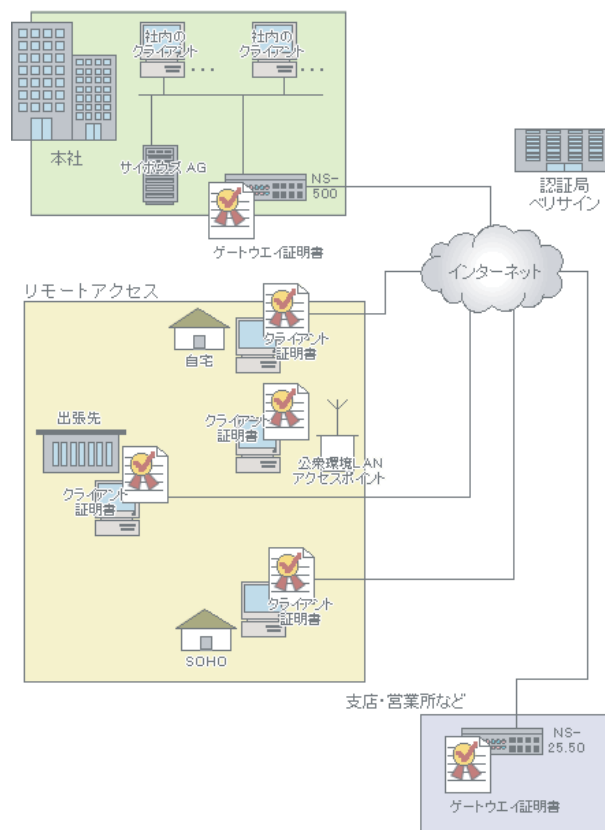 社内の
クライアント
社内の
クライアント
...
...
本社
サイボウズ AG
NS-
500
ゲートウエイ証明書
認証局
ベリサイン
インターネット
リモートアクセス
自宅
クライアント
証明書
クライアント
証明書
公衆環境LAN
アクセスポイント
出張先
クライアント
証明書
クライアント
証明書
SOHO
支店・営業所など
NS-
25.50
ゲートウエイ証明書